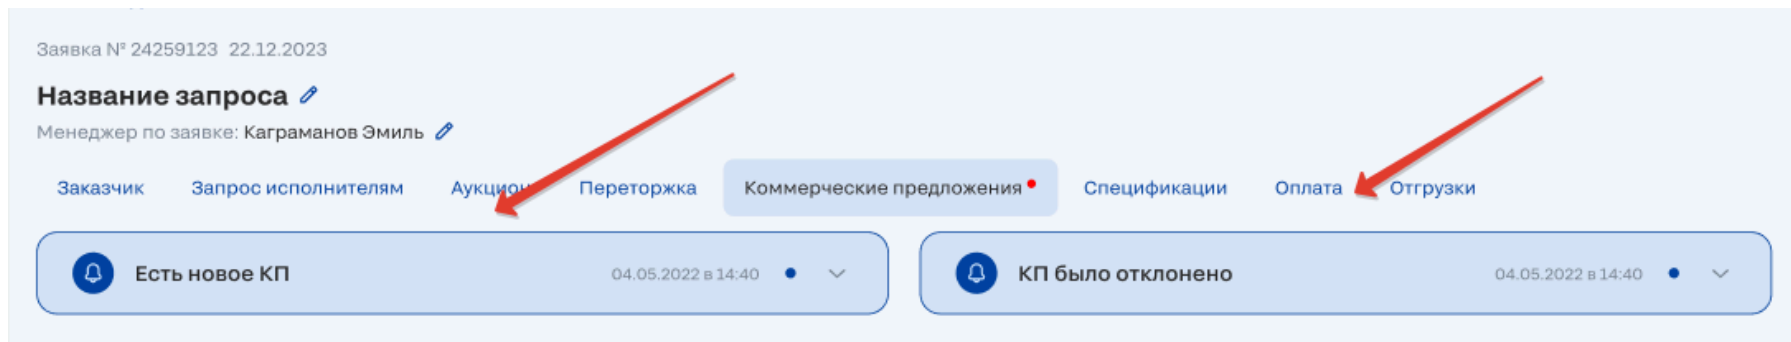 Заявка № 24259123 22.12.2023
Название запроса
Менеджер по заявке: Каграманов Эмиль
Заказчик Запрос исполнителям Аукцион Переторжка Коммерческие предложения Спецификации Оплата Отгрузки
Есть новое КП 04.05.2022 в 14:40 КП было отклонено 04.05.2022 в 14:40